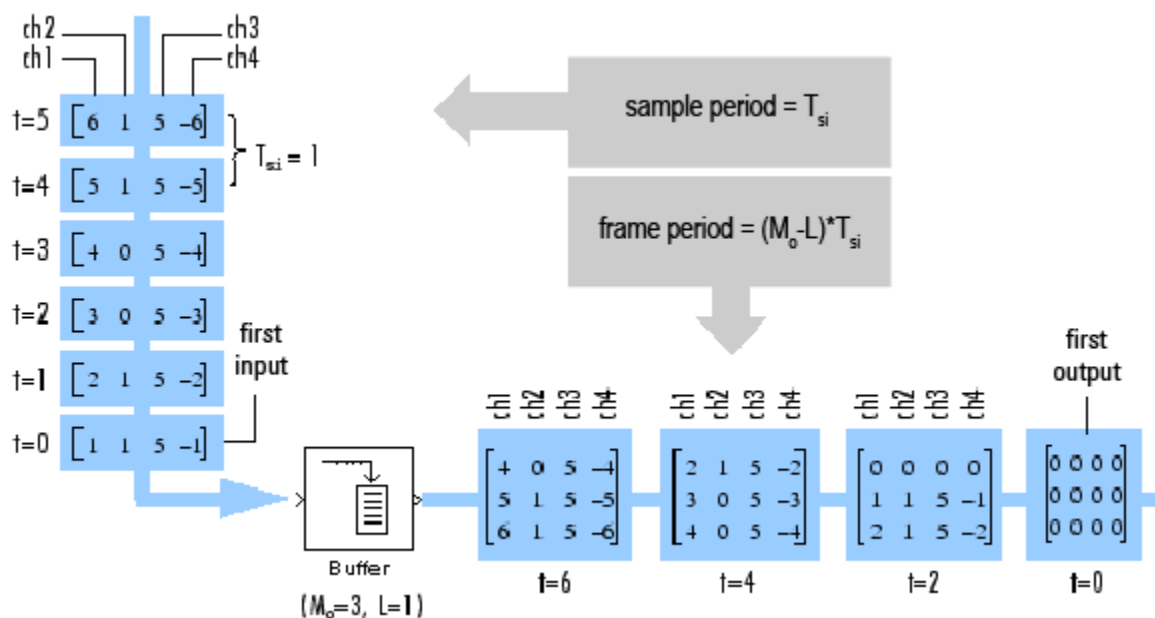 ch2
ch1
ch3
ch4
t=5 [6 1 5 –6]
t=4 [5 1 5 –5]
T_si = 1
t=3 [4 0 5 –4]
t=2 [3 0 5 –3]
t=1 [2 1 5 –2]
t=0 [1 1 5 –1]
first
input
sample period = T_si
frame period = (M_o-L)*T_si
first
output
ch1 ch2 ch3 ch4
4 0 5 –4
5 1 5 –5
6 1 5 –6
t=6
ch1 ch2 ch3 ch4
2 1 5 –2
3 0 5 –3
4 0 5 –4
t=4
ch1 ch2 ch3 ch4
0 0 0 0
1 1 5 –1
2 1 5 –2
t=2
0 0 0 0
0 0 0 0
0 0 0 0
t=0
Buffer
(M_o=3, L=1)